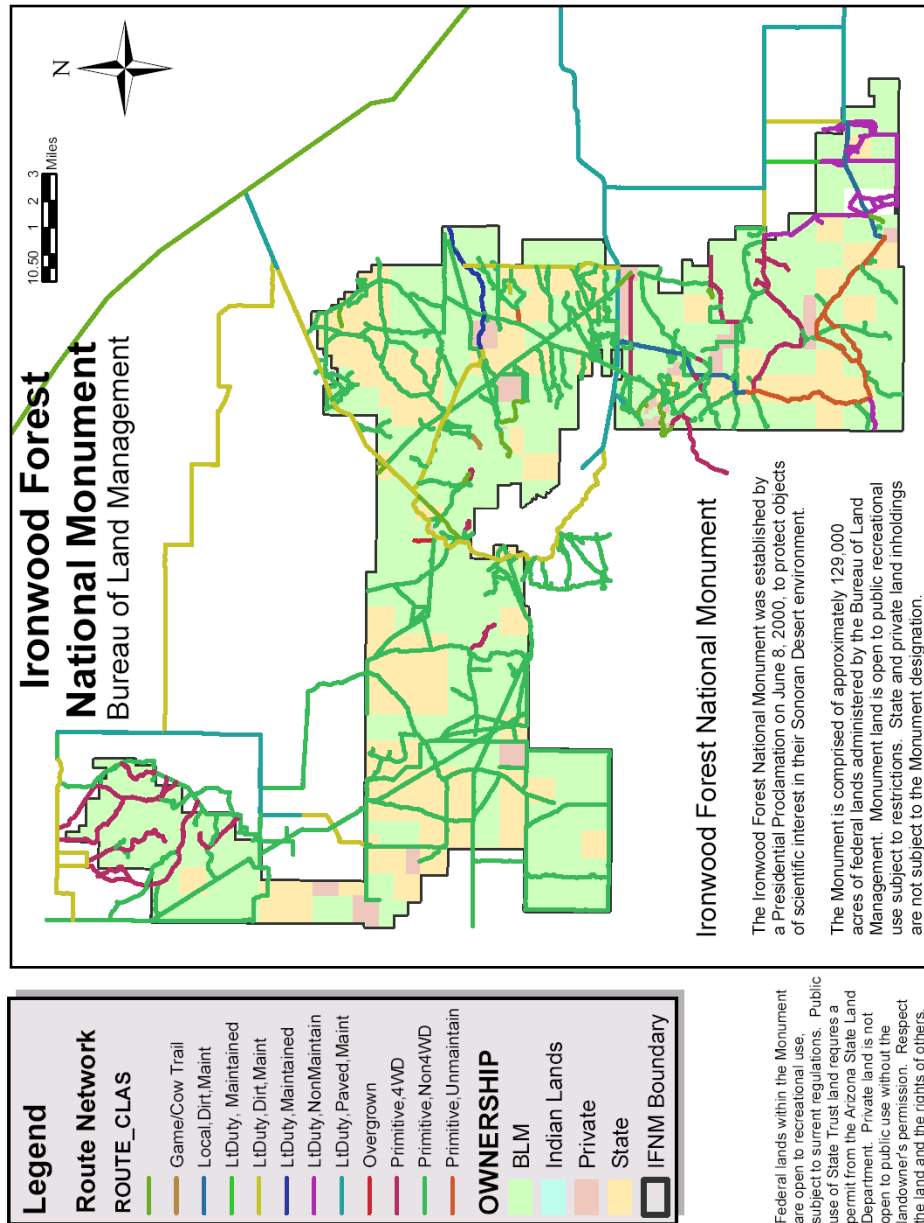 Ironwood Forest
National Monument
Bureau of Land Management
N
10.50 1 2 3
Miles
Legend
Route Network
ROUTE_CLAS
Game/Cow Trail
Local,Dirt,Maint
LtDuty, Maintained
LtDuty,Dirt,Maint
LtDuty,Maintained
LtDuty,NonMaintain
LtDuty,Paved,Maint
Overgrown
Primitive,4WD
Primitive,Non4WD
Primitive,Unmaintain
OWNERSHIP
BLM
Indian Lands
Private
State
IFNM Boundary
Ironwood Forest National Monument
The Ironwood Forest National Monument was established by
a Presidential Proclamation on June 8, 2000, to protect objects
of scientific interest in their Sonoran Desert environment.
The Monument is comprised of approximately 129,000
acres of federal lands administered by the Bureau of Land
Management. Monument land is open to public recreational
use subject to restrictions. State and private land inholdings
are not subject to the Monument designation.
Federal lands within the Monument
are open to recreational use,
subject to surrent regulations. Public
use of State Trust land requres a
permit from the Arizona State Land
Department. Private land is not
open to public use without the
landowner's permission. Respect
the land and the rights of others.